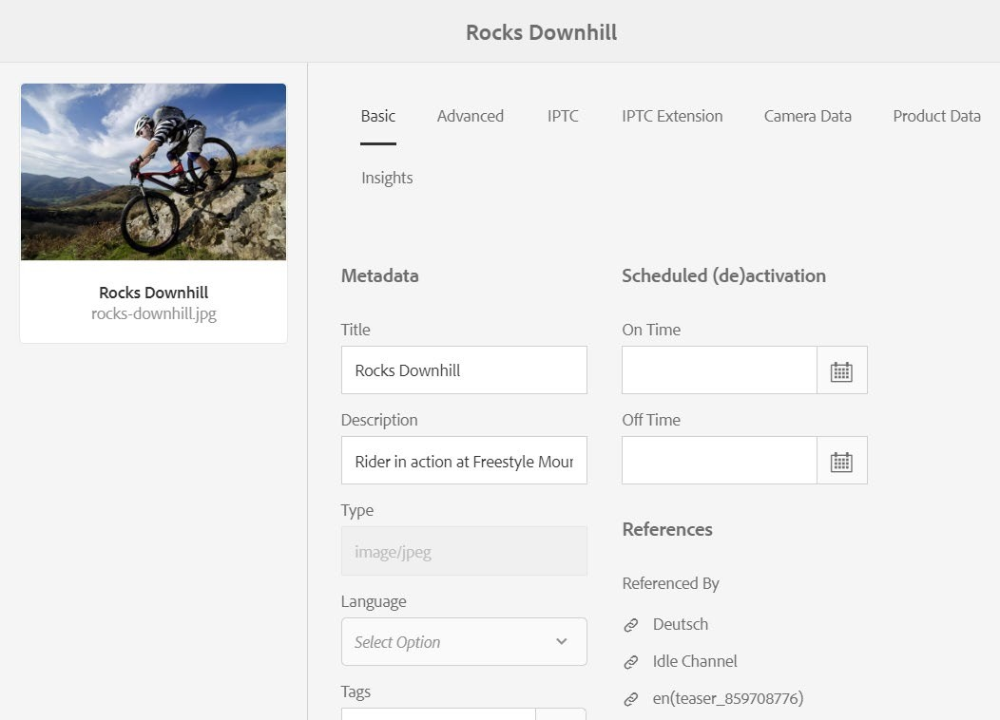 Rocks Downhill
Rocks Downhill
rocks-downhill.jpg
Basic Advanced IPTC IPTC Extension Camera Data Product Data
Insights
Metadata
Title
Rocks Downhill
Description
Rider in action at Freestyle Mour
Type
image/jpeg
Language
Select Option
Tags
Scheduled (de)activation
On Time
Off Time
References
Referenced By
Deutsch
Idle Channel
en(teaser_859708776)